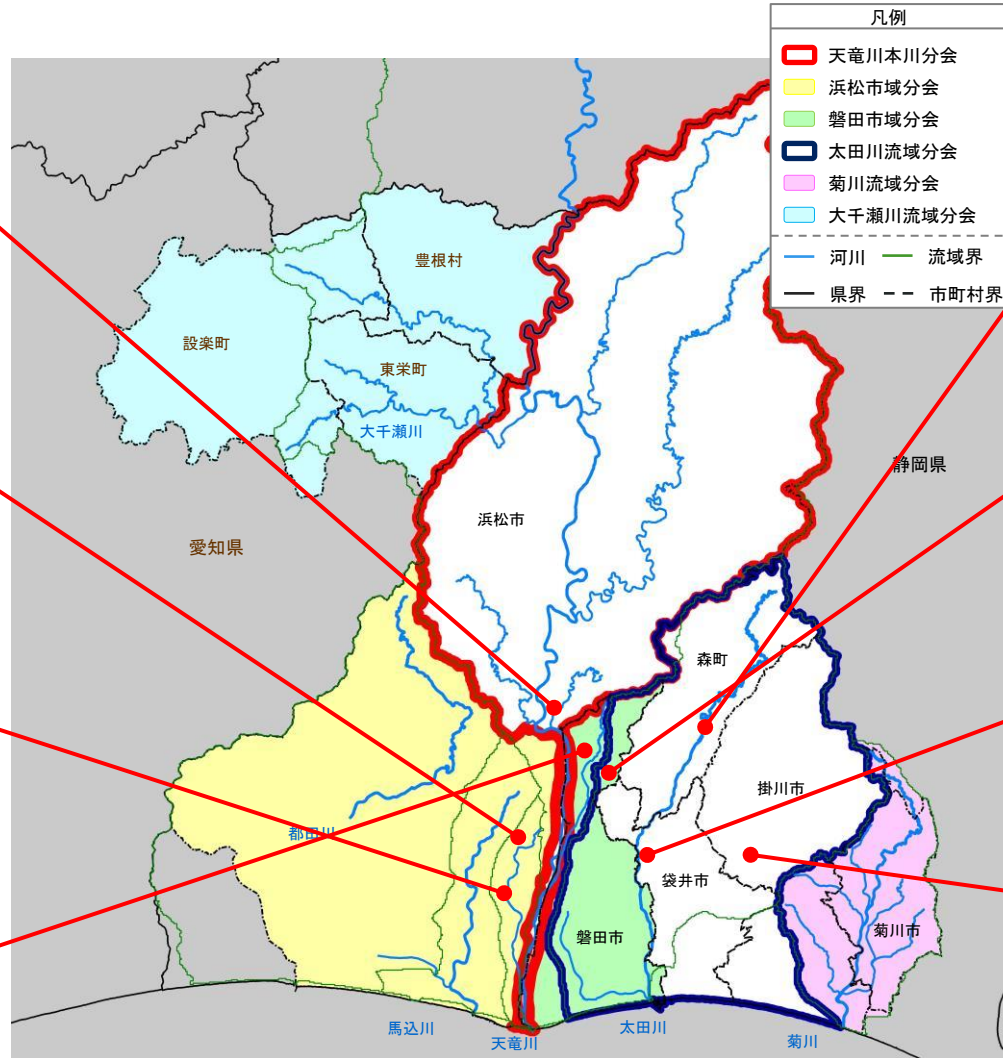 凡例
天竜川本川分会
浜松市域分会
磐田市域分会
太田川流域分会
菊川流域分会
大千瀬川流域分会
河川 流域界
県界 市町村界
豊根村
設楽町
東栄町
大千瀬川
静岡県
浜松市
愛知県
森町
掛川市
都田川
袋井市
磐田市
菊川市
馬込川
天竜川
太田川
菊川